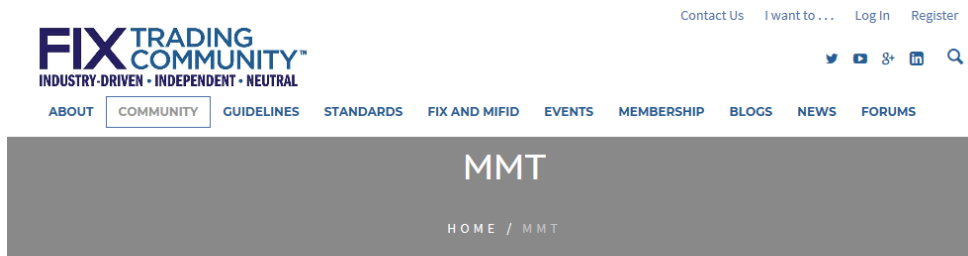 Contact Us I want to . . . Log In Register
FIX TRADING COMMUNITY™
INDUSTRY-DRIVEN • INDEPENDENT • NEUTRAL
ABOUT COMMUNITY GUIDELINES STANDARDS FIX AND MIFID EVENTS MEMBERSHIP BLOGS NEWS FORUMS
MMT
HOME / MMT